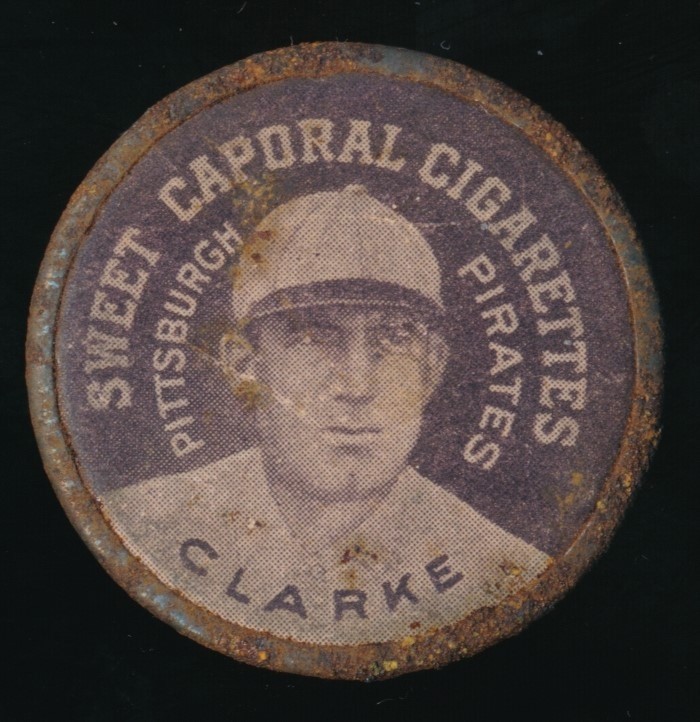 SWEET CAPORAL CIGARETTES
PITTSBURGH PIRATES
CLARKE